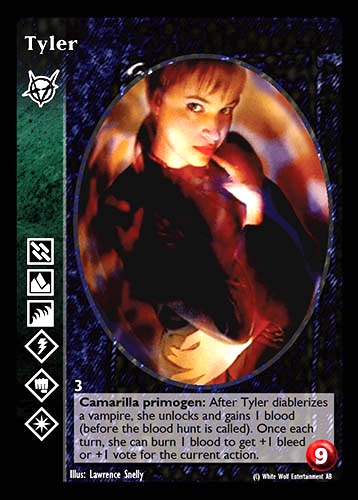 Tyler
3
Camarilla primogen: After Tyler diablerizes
a vampire, she unlocks and gains 1 blood
(before the blood hunt is called). Once each
turn, she can burn 1 blood to get +1 bleed
or +1 vote for the current action.
9
Illus: Lawrence Snelly
(C) White Wolf Entertainment AB